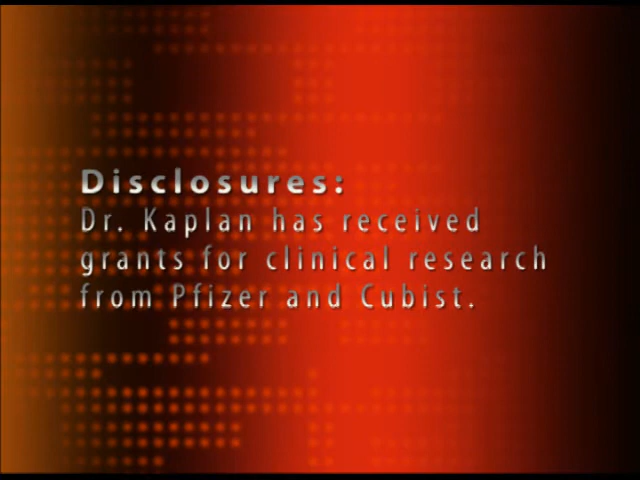 Disclosures:
Dr. Kaplan has received
grants for clinical research
from Pfizer and Cubist.